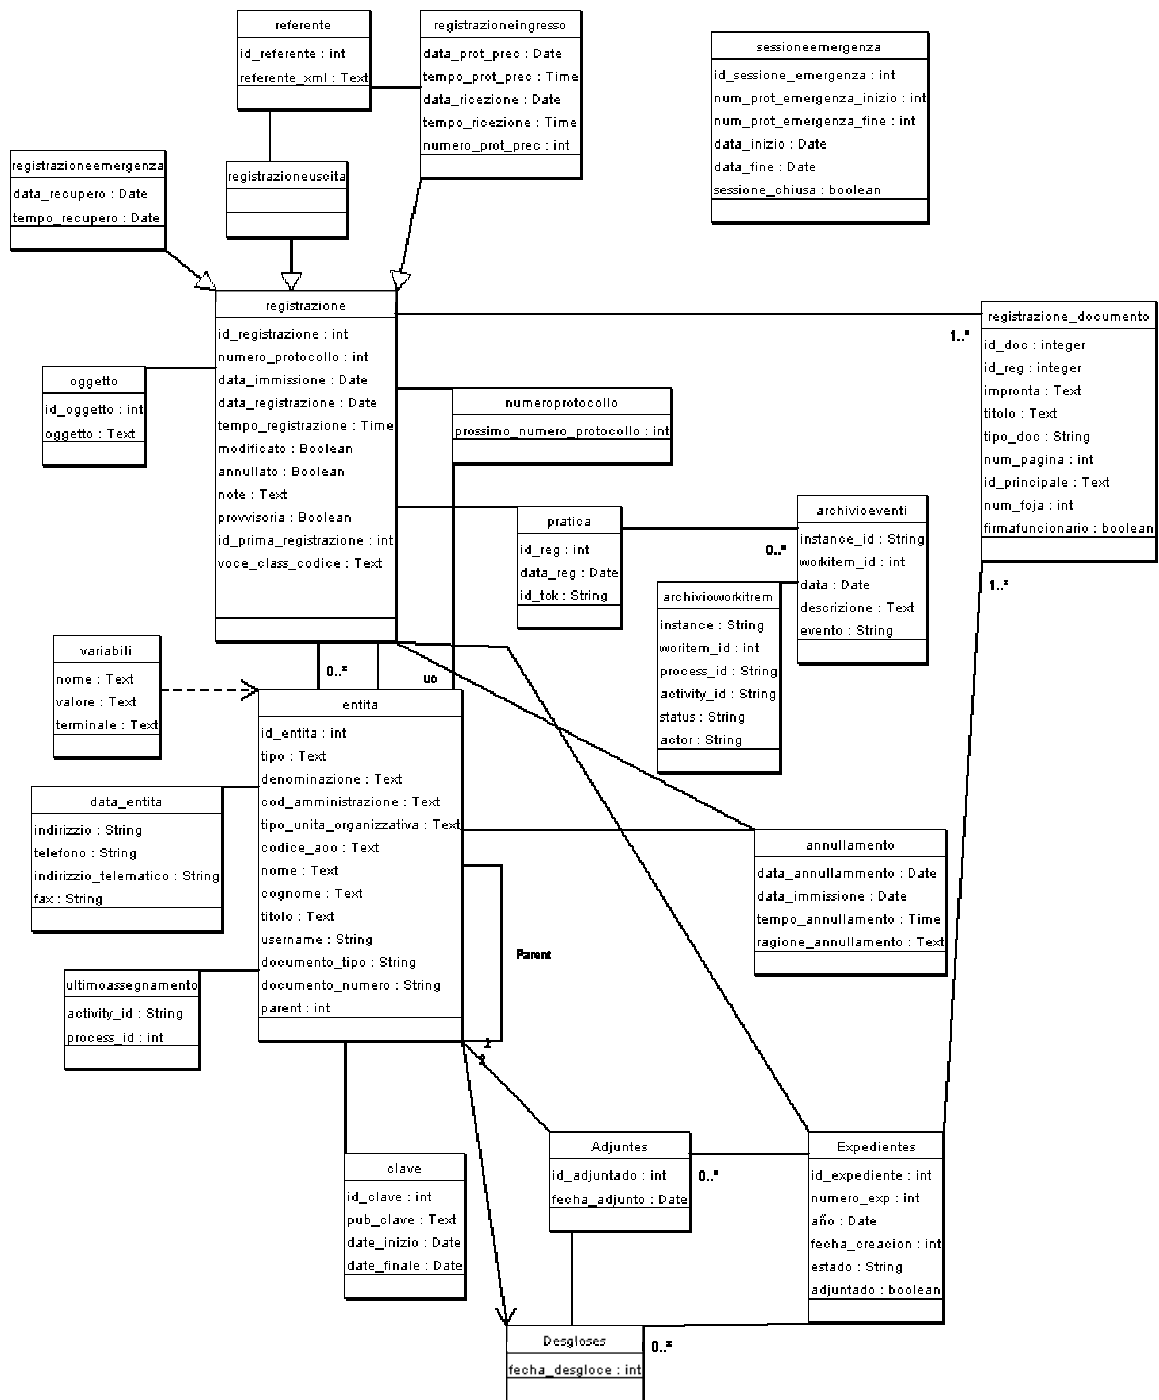 referente
id_referente : int
referente_xml : Text
registrazioneingresso
data_prot_prec : Date
tempo_prot_prec : Time
data_ricezione : Date
tempo_ricezione : Time
numero_prot_prec : int
sessioneemergenza
id_sessione_emergenza : int
num_prot_emergenza_inizio : int
num_prot_emergenza_fine : int
data_inizio : Date
data_fine : Date
sessione_chiusa : boolean
registrazioneemergenza
data_recupero : Date
tempo_recupero : Date
registrazioneuscita
registrazione
id_registrazione : int
numero_protocollo : int
data_immissione : Date
data_registrazione : Date
tempo_registrazione : Time
modificato : Boolean
annullato : Boolean
note : Text
provvisoria : Boolean
id_prima_registrazione : int
voce_class_codice : Text
1..*
registrazione_documento
id_doc : integer
id_reg : integer
impronta : Text
titolo : Text
tipo_doc : String
num_pagina : int
id_principale : Text
num_foja : int
firmafuncionario : boolean
1..*
oggetto
id_oggetto : int
oggetto : Text
numeroprotocollo
prossimo_numero_protocollo : int
pratica
id_reg : int
data_reg : Date
id_tok : String
0..*
archivioeventi
instance_id : String
workitem_id : int
data : Date
descrizione : Text
evento : String
archivioworkitrem
instance : String
woritem_id : int
process_id : String
activity_id : String
status : String
actor : String
variabili
nome : Text
valore : Text
terminale : Text
0..*
uo
entita
id_entita : int
tipo : Text
denominazione : Text
cod_amministrazione : Text
tipo_unita_organizzativa : Text
codice_aoo : Text
nome : Text
cognome : Text
titolo : Text
username : String
documento_tipo : String
documento_numero : String
parent : int
data_entita
indirizzio : String
telefono : String
indirizzio_telematico : String
fax : String
annullamento
data_annullammento : Date
data_immissione : Date
tempo_annullamento : Time
ragione_annullamento : Text
Parent
ultimoassegnamento
activity_id : String
process_id : int
clave
id_clave : int
pub_clave : Text
date_inizio : Date
date_finale : Date
Adjuntes
id_adjuntado : int
fecha_adjunto : Date
0..*
Expedientes
id_expediente : int
numero_exp : int
año : Date
fecha_creacion : int
estado : String
adjuntado : boolean
Desgloses
fecha_desgloce : int
0..*